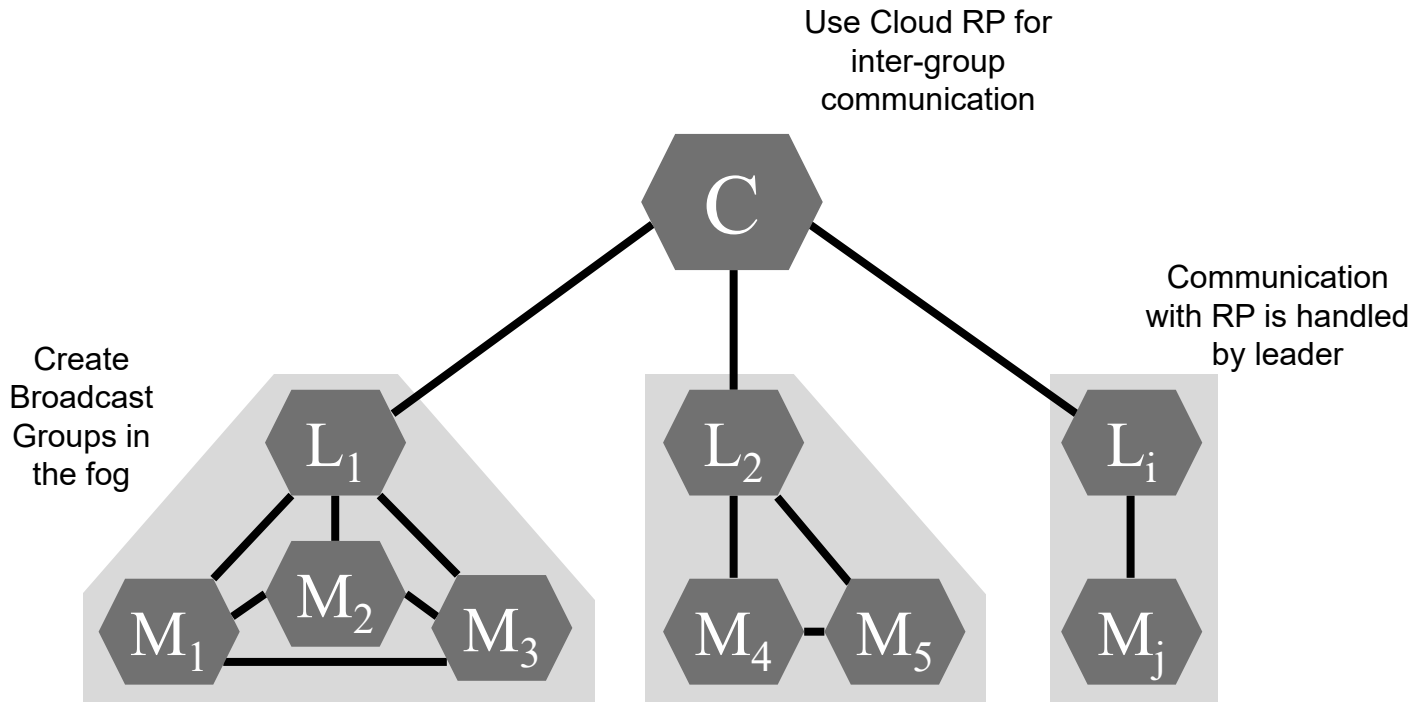 Use Cloud RP for
inter-group
communication
C
Communication
with RP is handled
by leader
Create
Broadcast
Groups in
the fog
L1
L2
Li
M1
M2
M3
M4
M5
Mj